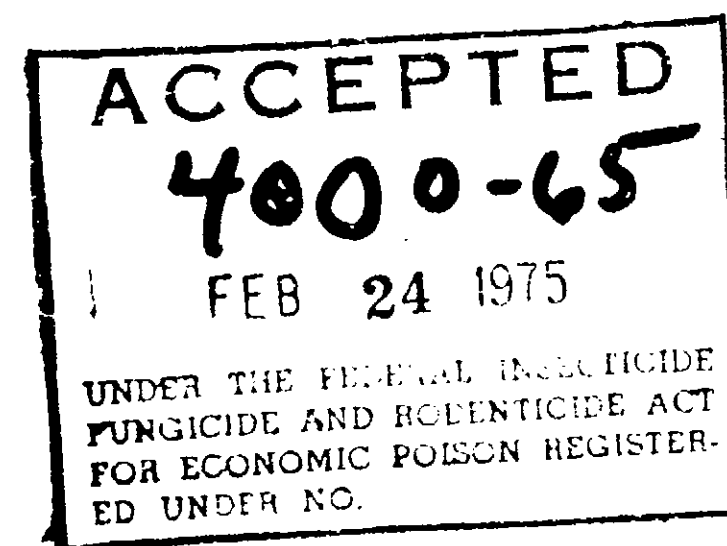 ACCEPTED
4000-65
FEB 24 1975
UNDER THE FEDERAL INSECTICIDE
FUNGICIDE AND RODENTICIDE ACT
FOR ECONOMIC POISON REGISTER-
ED UNDER NO.